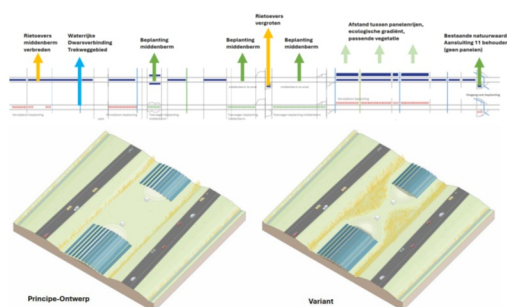 Rietoevers
middenberm
verbreden
Waterrijke
Dwarsverbinding
Trekweggebied
Beplanting
middenberm
Beplanting
middenberm
Rietoevers
vergroten
Beplanting
middenberm
Afstand tussen panelenrijen,
ecologische gradiënt,
passende vegetatie
Bestaande natuurwaarde
Aansluiting 11 behouden
(geen panelen)
Principe-Ontwerp
Variant